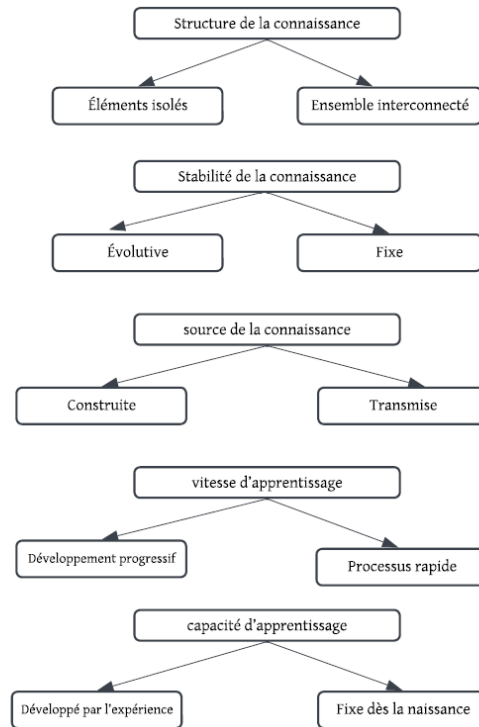 Structure de la connaissance
Éléments isolés
Ensemble interconnecté
Stabilité de la connaissance
Évolutive
Fixe
source de la connaissance
Construite
Transmise
vitesse d'apprentissage
Développement progressif
Processus rapide
capacité d'apprentissage
Développé par l'expérience
Fixe dès la naissance